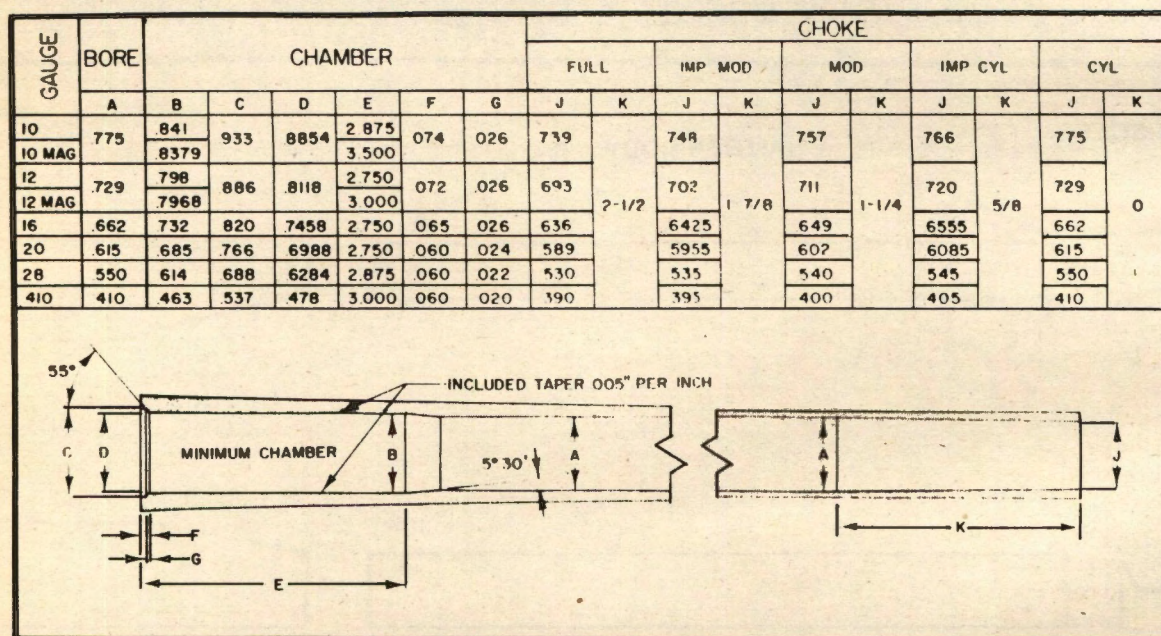 GAUGE BORE CHAMBER CHOKE
FULL IMP MOD MOD IMP CYL CYL
A B C D E F G J K J K J K J K J K
10 .775 .841 933 .8854 2.875 074 026 739 2-1/2 748 1 7/8 757 1-1/4 766 5/8 775 0
10 MAG .8379 3.500
12 .729 .798 886 .8118 2.750 072 .026 693 702 711 720 729
12 MAG .7968 3.000
16 .662 .732 820 .7458 2.750 065 026 636 6425 649 6555 662
20 .615 .685 .766 .6988 2.750 .060 024 589 5955 602 6085 615
28 550 614 688 .6284 2.875 .060 022 530 535 540 545 550
410 410 .463 .537 .478 3.000 060 020 390 395 400 405 410
55°
INCLUDED TAPER 005" PER INCH
C D MINIMUM CHAMBER B 5° 30' A A J
F
G
E
K